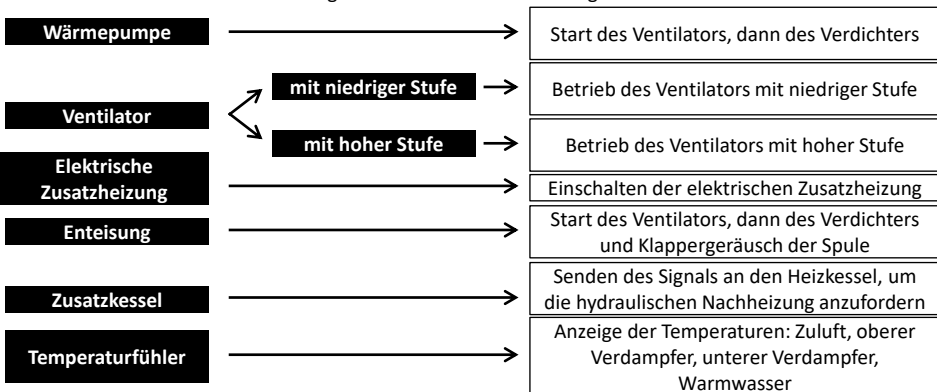 Wärmepumpe
Start des Ventilators, dann des Verdichters
Ventilator
mit niedriger Stufe
Betrieb des Ventilators mit niedriger Stufe
mit hoher Stufe
Betrieb des Ventilators mit hoher Stufe
Elektrische
Zusatzheizung
Einschalten der elektrischen Zusatzheizung
Enteisung
Start des Ventilators, dann des Verdichters
und Klappergeräusch der Spule
Zusatzkessel
Senden des Signals an den Heizkessel, um
die hydraulischen Nachheizung anzufordern
Temperaturfühler
Anzeige der Temperaturen: Zuluft, oberer
Verdampfer, unterer Verdampfer,
Warmwasser